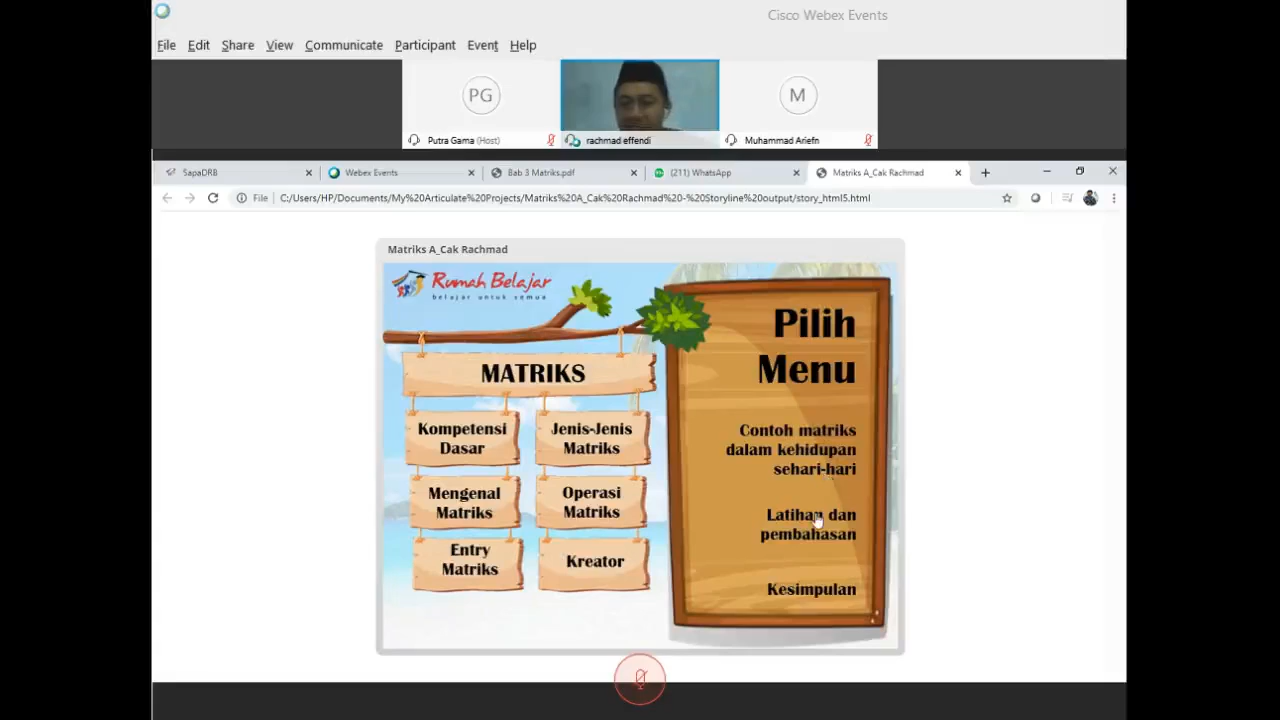 Cisco Webex Events
File Edit Share View Communicate Participant Event Help
PG
M
Putra Gama (Host)
rachmad effendi
Muhammad Ariefn
SapaDRB
Webex Events
Bab 3 Matriks.pdf
(211) WhatsApp
Matriks A_Cak Rachmad
File
C:/Users/HP/Documents/My%20Articulate%20Projects/Matriks%20A_Cak%20Rachmad%20-%20Storyline%20output/story_html5.html
Matriks A_Cak Rachmad
Rumah Belajar
belajar untuk semua
MATRIKS
Kompetensi
Dasar
Jenis-Jenis
Matriks
Mengenal
Matriks
Operasi
Matriks
Entry
Matriks
Kreator
Pilih
Menu
Contoh matriks
dalam kehidupan
sehari-hari
Latihan dan
pembahasan
Kesimpulan